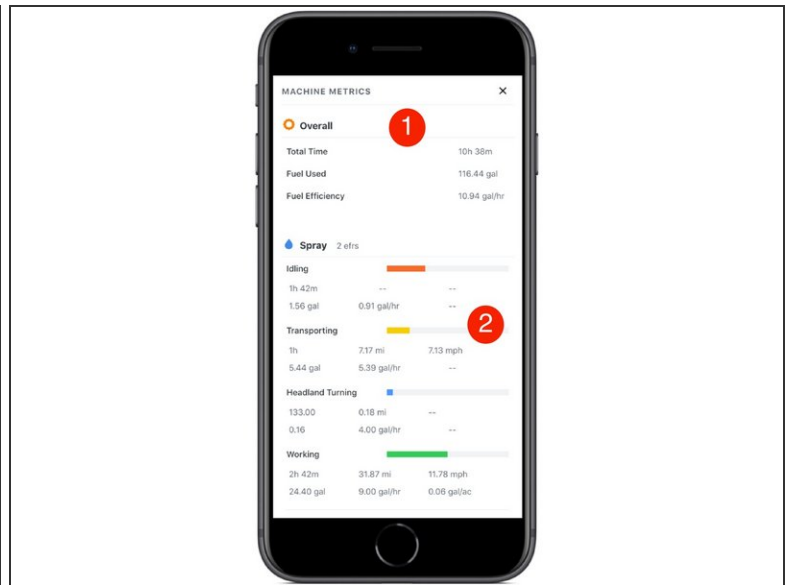 MACHINE METRICS ×
Overall
1
Total Time 10h 38m
Fuel Used 116.44 gal
Fuel Efficiency 10.94 gal/hr
Spray 2 efrs
Idling
1h 42m -- --
1.56 gal 0.91 gal/hr --
2
Transporting
1h 7.17 mi 7.13 mph
5.44 gal 5.39 gal/hr --
Headland Turning
133.00 0.18 mi --
0.16 4.00 gal/hr --
Working
2h 42m 31.87 mi 11.78 mph
24.40 gal 9.00 gal/hr 0.06 gal/ac